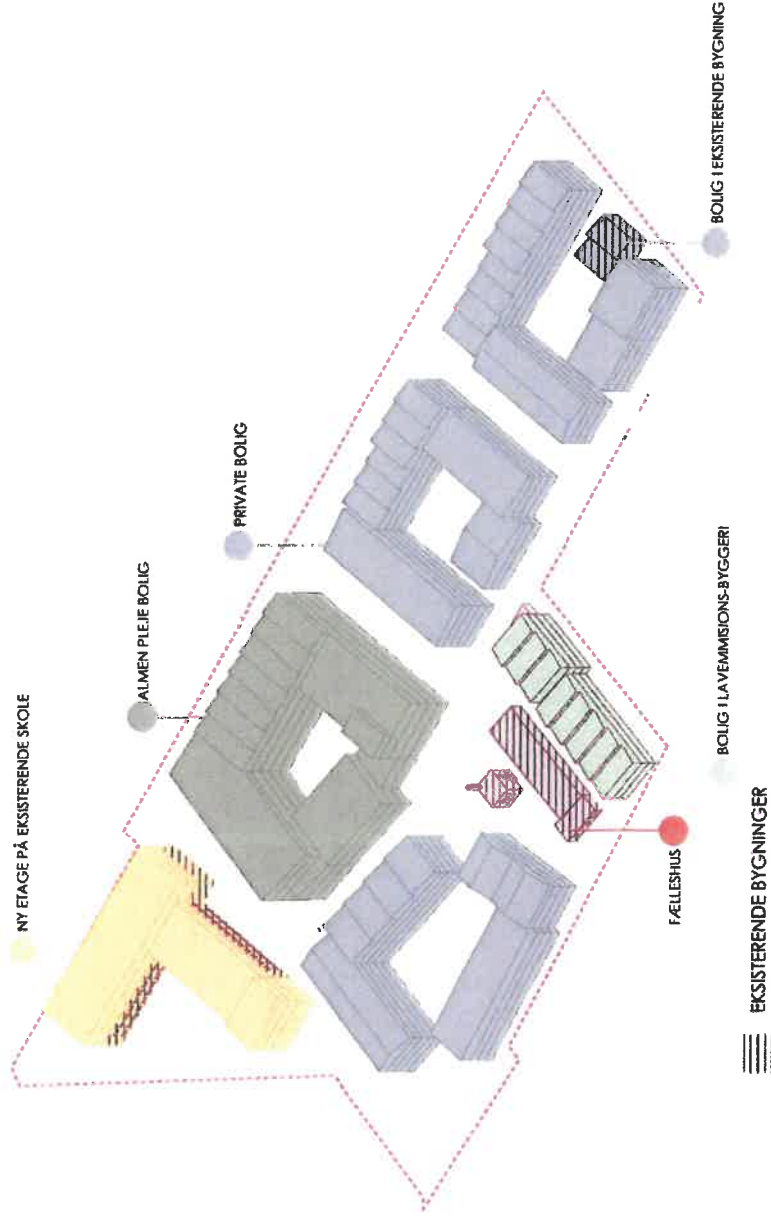 NY ETAGE PÅ EKSISTERENDE SKOLE
ALMEN PLEJE BOLIG
PRIVATE BOLIG
BOLIG I EKSISTERENDE BYGNING
BOLIG I LAVEMMISIONS-BYGGERI
FÆLLESHUS
EKSISTERENDE BYGNINGER